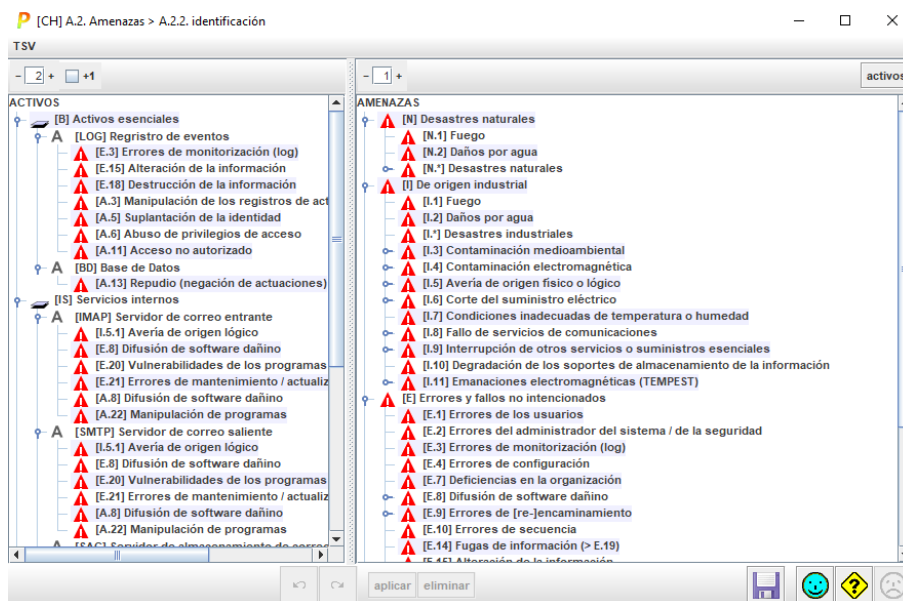 [CH] A.2. Amenazas > A.2.2. identificación
TSV
- 2 + +1
- 1 +
activos
ACTIVOS
[B] Activos esenciales
A [LOG] Regristro de eventos
[E.3] Errores de monitorización (log)
[E.15] Alteración de la información
[E.18] Destrucción de la información
[A.3] Manipulación de los registros de act
[A.5] Suplantación de la identidad
[A.6] Abuso de privilegios de acceso
[A.11] Acceso no autorizado
A [BD] Base de Datos
[A.13] Repudio (negación de actuaciones)
[IS] Servicios internos
A [IMAP] Servidor de correo entrante
[I.5.1] Avería de origen lógico
[E.8] Difusión de software dañino
[E.20] Vulnerabilidades de los programas
[E.21] Errores de mantenimiento / actualiz
[A.8] Difusión de software dañino
[A.22] Manipulación de programas
A [SMTP] Servidor de correo saliente
[I.5.1] Avería de origen lógico
[E.8] Difusión de software dañino
[E.20] Vulnerabilidades de los programas
[E.21] Errores de mantenimiento / actualiz
[A.8] Difusión de software dañino
[A.22] Manipulación de programas
A [SAC] Servidor de almacenamiento de correo
AMENAZAS
[N] Desastres naturales
[N.1] Fuego
[N.2] Daños por agua
[N.*] Desastres naturales
[I] De origen industrial
[I.1] Fuego
[I.2] Daños por agua
[I.*] Desastres industriales
[I.3] Contaminación medioambiental
[I.4] Contaminación electromagnética
[I.5] Avería de origen físico o lógico
[I.6] Corte del suministro eléctrico
[I.7] Condiciones inadecuadas de temperatura o humedad
[I.8] Fallo de servicios de comunicaciones
[I.9] Interrupción de otros servicios o suministros esenciales
[I.10] Degradación de los soportes de almacenamiento de la información
[I.11] Emanaciones electromagnéticas (TEMPEST)
[E] Errores y fallos no intencionados
[E.1] Errores de los usuarios
[E.2] Errores del administrador del sistema / de la seguridad
[E.3] Errores de monitorización (log)
[E.4] Errores de configuración
[E.7] Deficiencias en la organización
[E.8] Difusión de software dañino
[E.9] Errores de [re-]encaminamiento
[E.10] Errores de secuencia
[E.14] Fugas de información (> E.19)
[E.15] Alteración de la información
aplicar eliminar